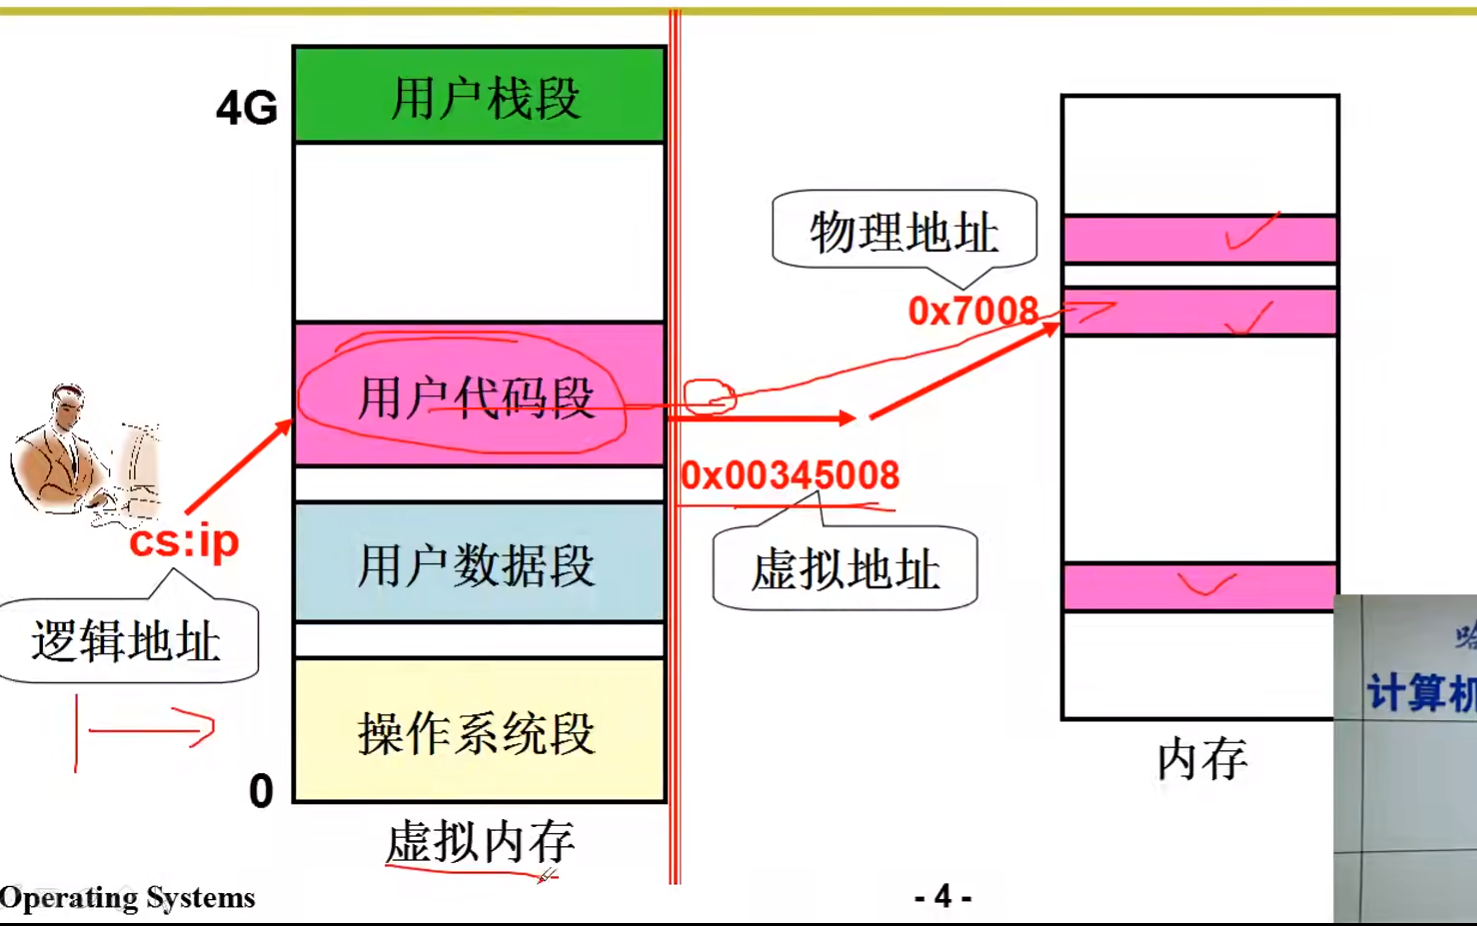 用户栈段
4G
物理地址
0x7008
用户代码段
0x00345008
cs:ip
用户数据段
虚拟地址
逻辑地址
计算机
操作系统段
内存
0
虚拟内存
Operating Systems
- 4 -